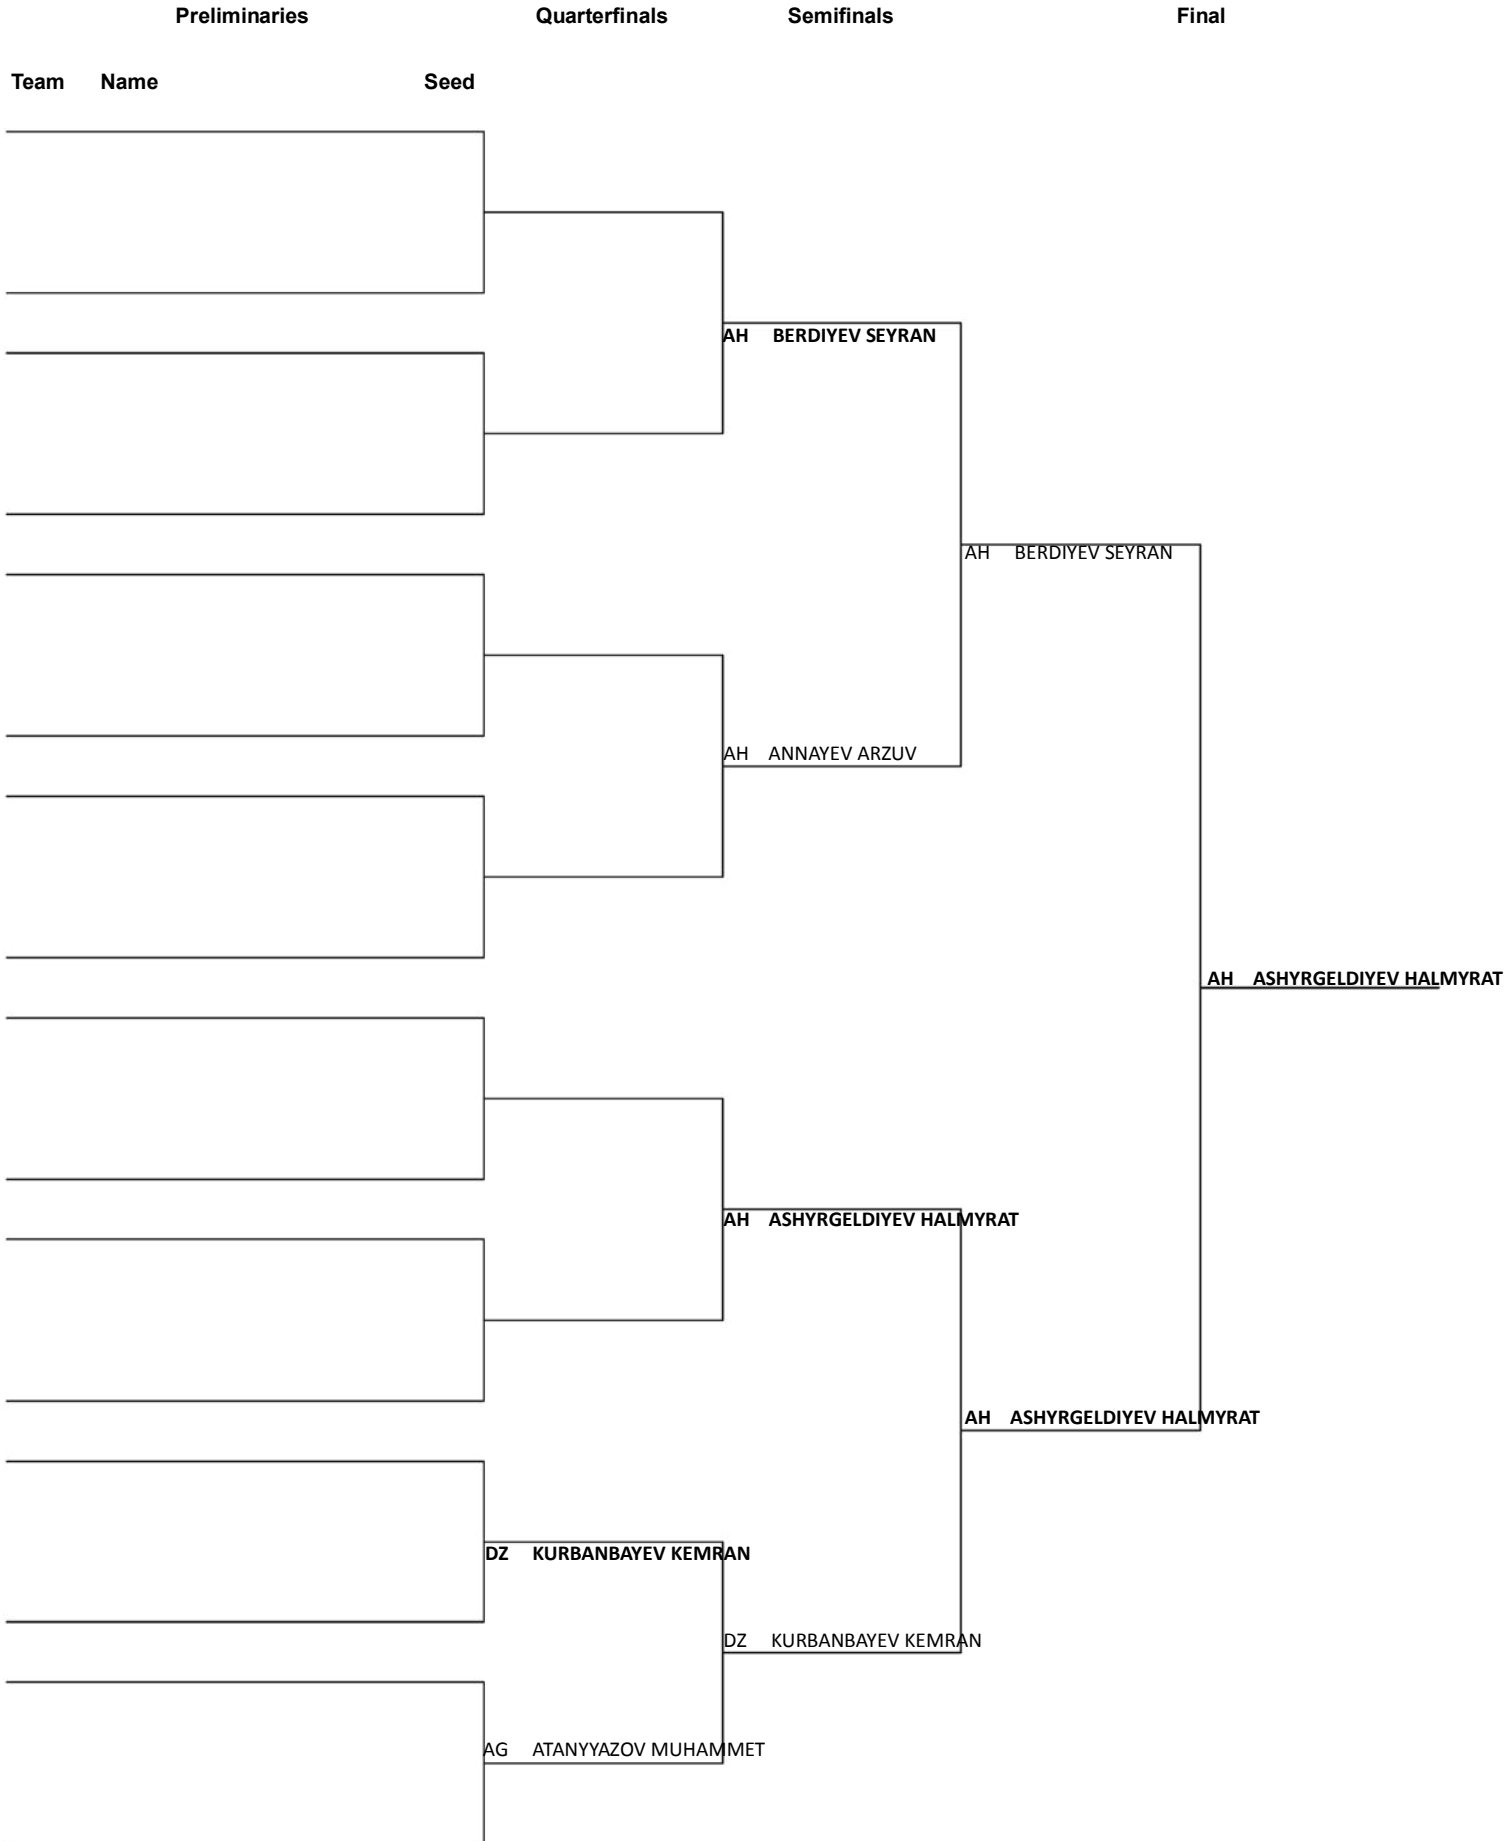 Preliminaries Quarterfinals Semifinals Final
Team Name Seed
AH BERDIYEV SEYRAN
AH BERDIYEV SEYRAN
AH ANNAYEV ARZUV
AH ASHYRGELDIYEV HALMYRAT
AH ASHYRGELDIYEV HALMYRAT
AH ASHYRGELDIYEV HALMYRAT
DZ KURBANBAYEV KEMRAN
DZ KURBANBAYEV KEMRAN
AG ATANYYAZOV MUHAMMET